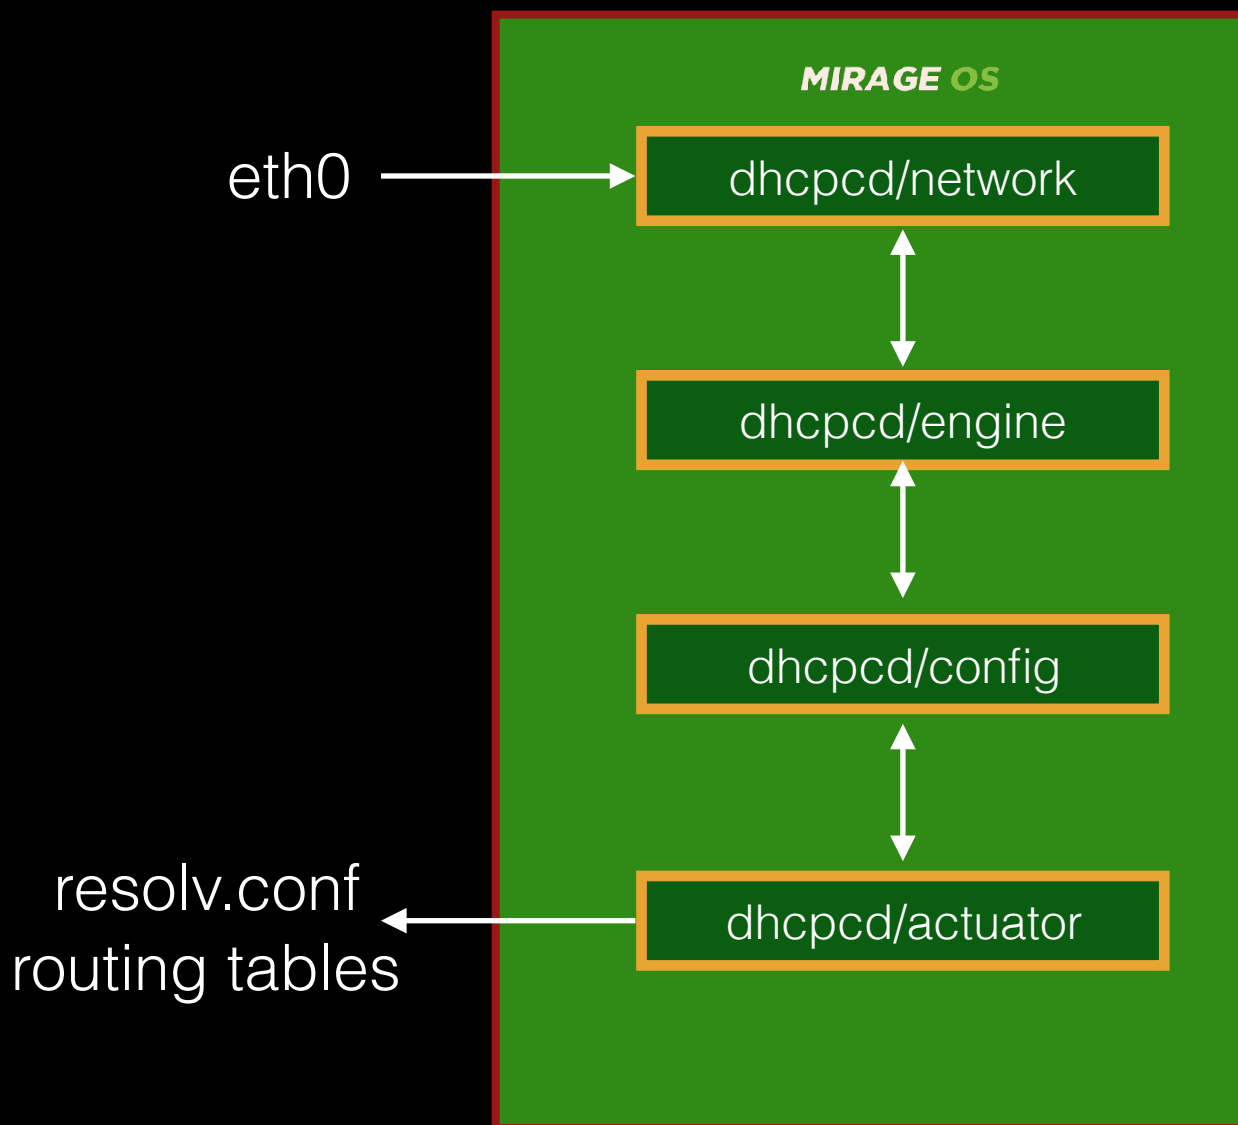 MIRAGE OS
eth0
dhcpcd/network
dhcpcd/engine
dhcpcd/config
resolv.conf
routing tables
dhcpcd/actuator